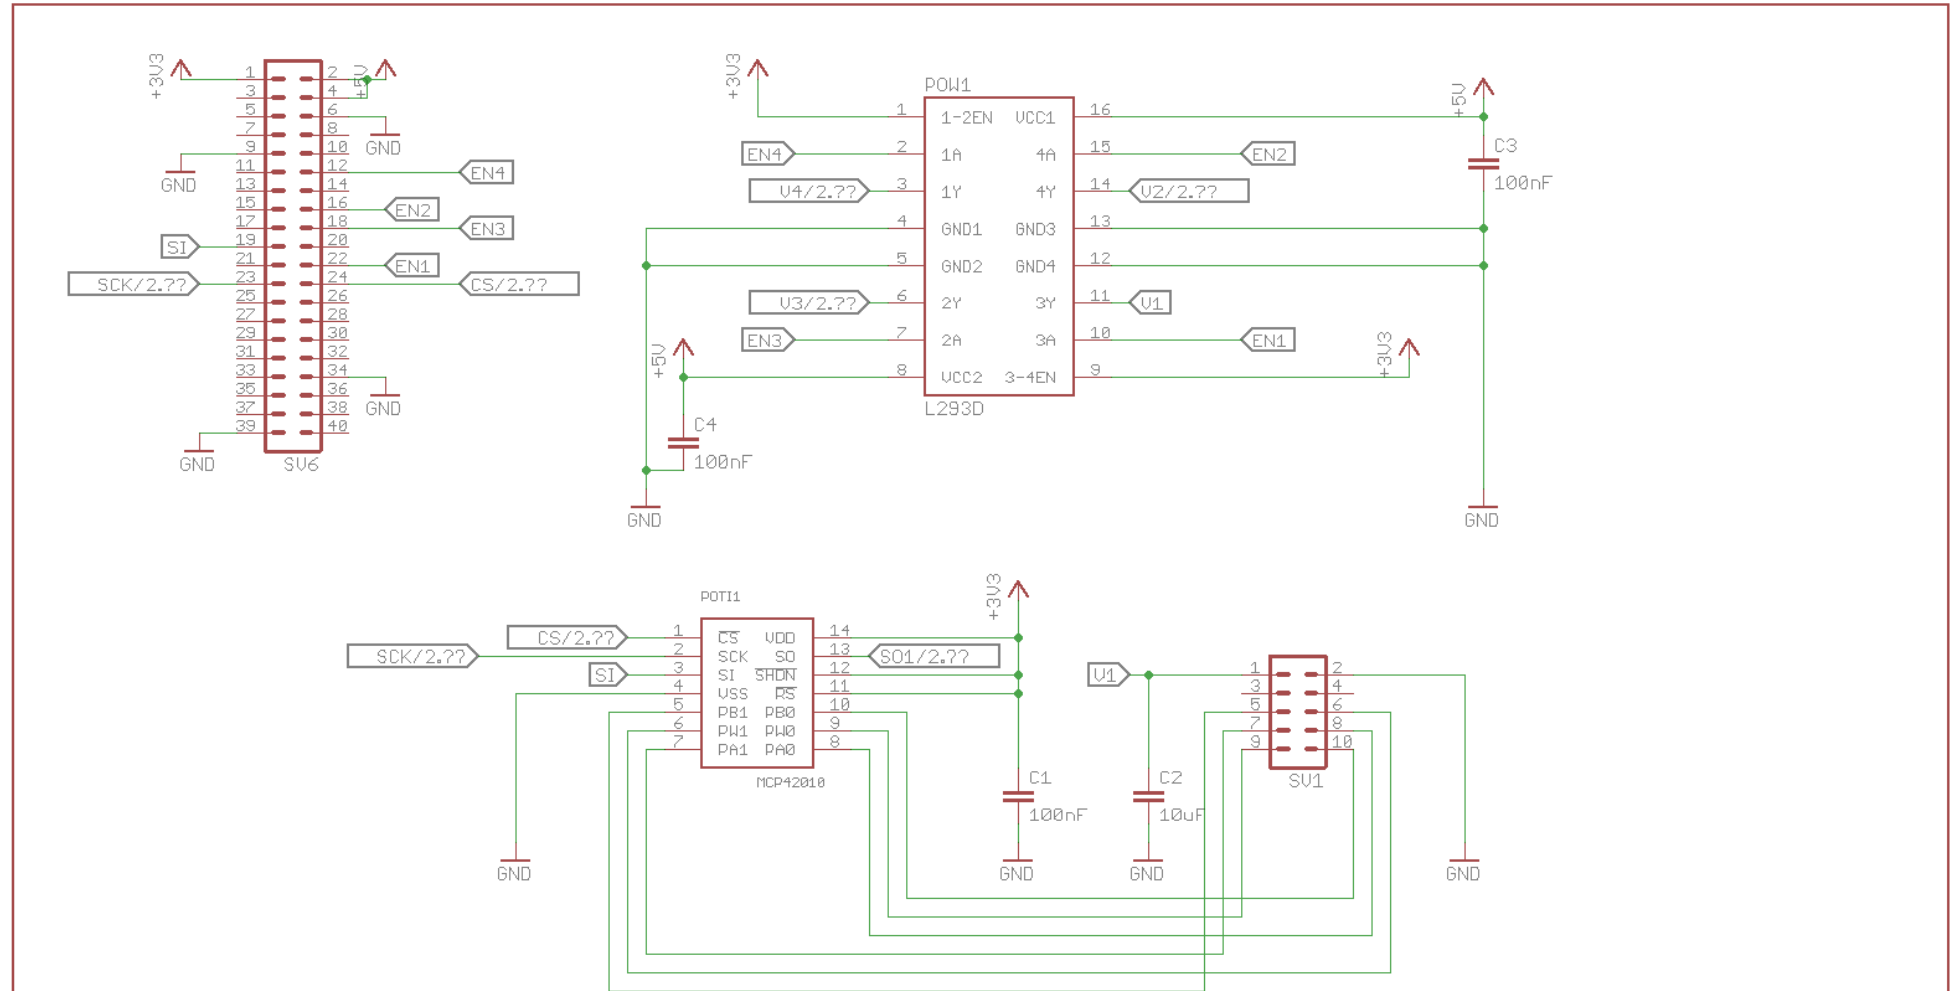 +3V3
+5V
1 2
3 4
5 6
7 8
9 10
11 12
13 14
15 16
17 18
19 20
21 22
23 24
25 26
27 28
29 30
31 32
33 34
35 36
37 38
39 40
GND
GND
EN4
EN2
EN3
SI
EN1
SCK/2.??
CS/2.??
GND
GND
SV6
+3V3
POW1
+5V
1 1-2EN VCC1 16
EN4 2 1A 4A 15 EN2
V4/2.?? 3 1Y 4Y 14 V2/2.??
4 GND1 GND3 13
5 GND2 GND4 12
V3/2.?? 6 2Y 3Y 11 V1
EN3 7 2A 3A 10 EN1
8 VCC2 3-4EN 9
L293D
C3
100nF
+5V
+3V3
C4
100nF
GND
GND
POTI1
+3V3
CS/2.?? 1 CS VDD 14
SCK/2.?? 2 SCK SO 13 SO1/2.??
SI 3 SI SHDN 12
4 VSS RS 11
5 PB1 PB0 10
6 PW1 PW0 9
7 PA1 PA0 8
MCP42010
V1
1 2
3 4
5 6
7 8
9 10
SV1
C1
100nF
C2
10uF
GND
GND
GND
GND